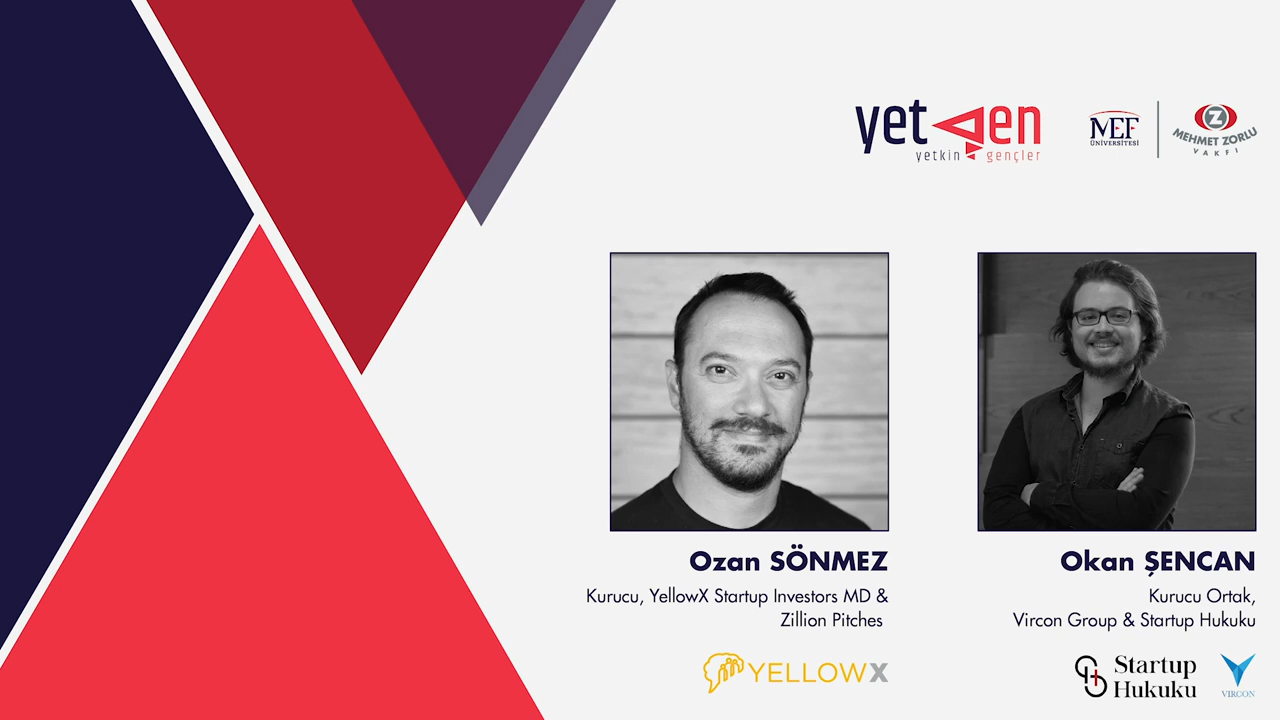 yetgen
yetkin gençler
MEF
ÜNİVERSİTESİ
MEHMET ZORLU
VAKFI
Ozan SÖNMEZ
Kurucu, YellowX Startup Investors MD &
Zillion Pitches
YELLOWX
Okan ŞENCAN
Kurucu Ortak,
Vircon Group & Startup Hukuku
Startup
Hukuku
VIRCON